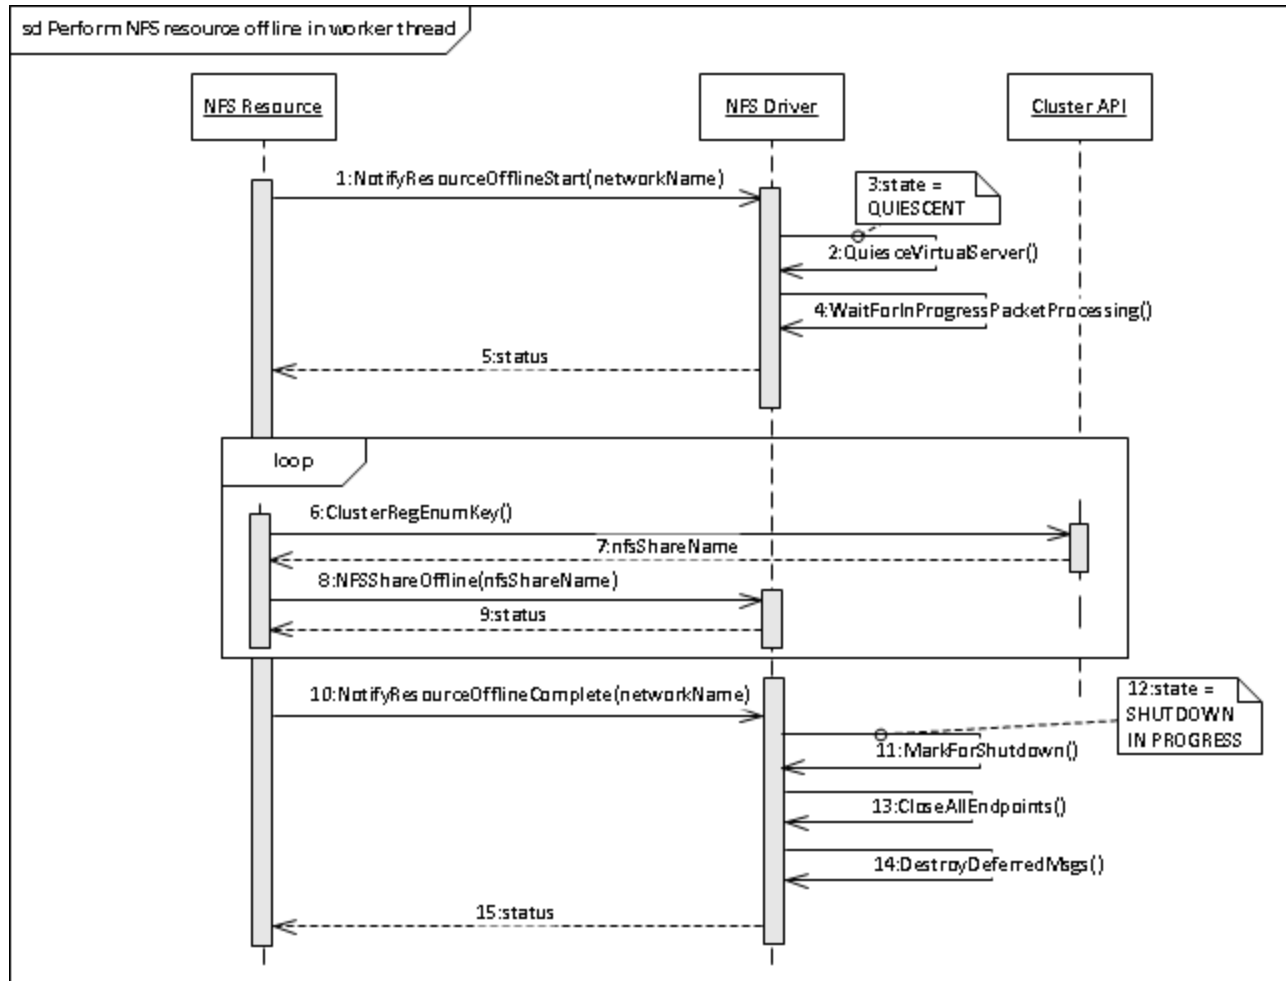 sd Perform NFS resource offline in worker thread
NFS Resource
NFS Driver
Cluster API
1:NotifyResourceOfflineStart(networkName)
3:state =
QUIESCENT
2:QuiesceVirtualServer()
4:WaitForInProgressPacketProcessing()
5:status
loop
6:ClusterRegEnumKey()
7:nfsShareName
8:NFSShareOffline(nfsShareName)
9:status
10:NotifyResourceOfflineComplete(networkName)
12:state =
SHUTDOWN
IN PROGRESS
11:MarkForShutdown()
13:CloseAllEndpoints()
14:DestroyDeferredMsgs()
15:status